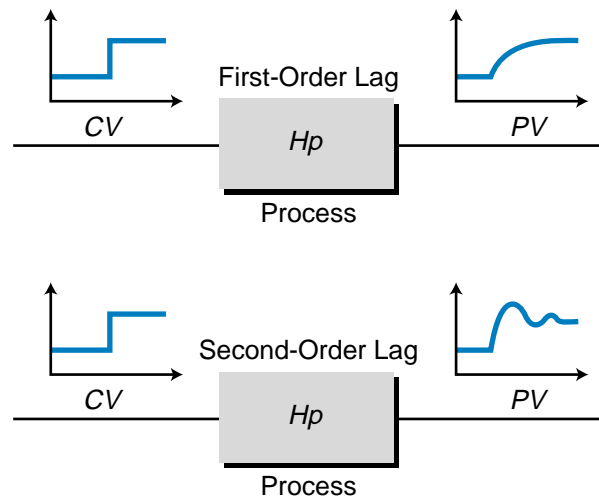 First-Order Lag
CV
Hp
PV
Process
Second-Order Lag
CV
Hp
PV
Process